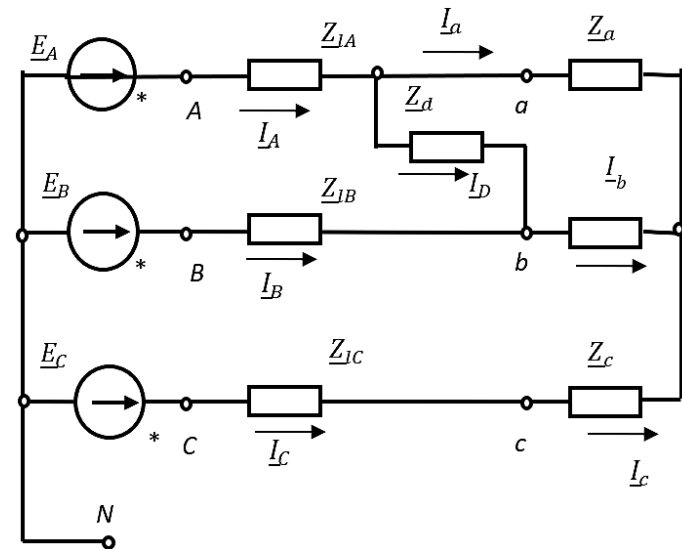 E_A Z_1A I_a Z_a
* A I_A Z_d a
E_B Z_1B I_D I_b
* B I_B b
E_C Z_1C Z_c
* C I_C c I_c
N